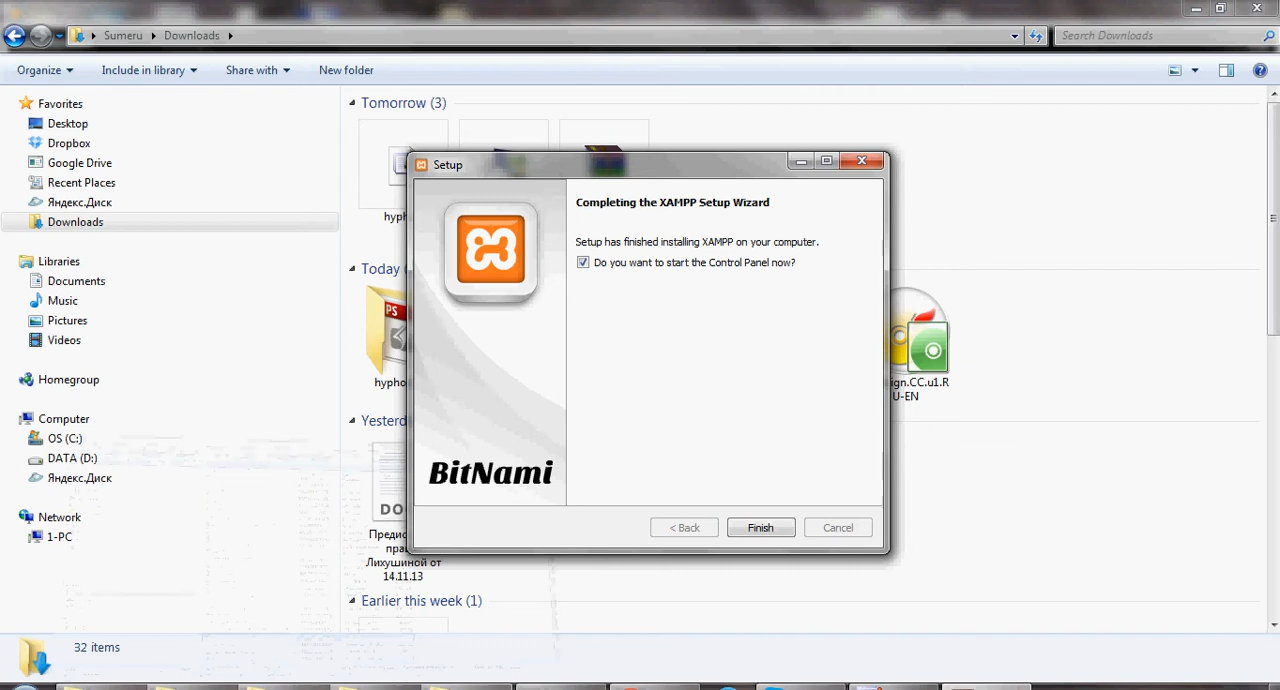 Sumeru
Downloads
Search Downloads
Organize
Include in library
Share with
New folder
Favorites
Desktop
Dropbox
Google Drive
Recent Places
Яндекс.Диск
Downloads
Libraries
Documents
Music
Pictures
Videos
Homegroup
Computer
OS (C:)
DATA (D:)
Яндекс.Диск
Network
1-PC
Tomorrow (3)
hyph
Today
PS
hypho
ign.CC.u1.R
U-EN
Yesterd
DO
Преди
пра
Лихушиной от
14.11.13
Earlier this week (1)
Setup
Completing the XAMPP Setup Wizard
Setup has finished installing XAMPP on your computer.
Do you want to start the Control Panel now?
BitNami
< Back
Finish
Cancel
32 items